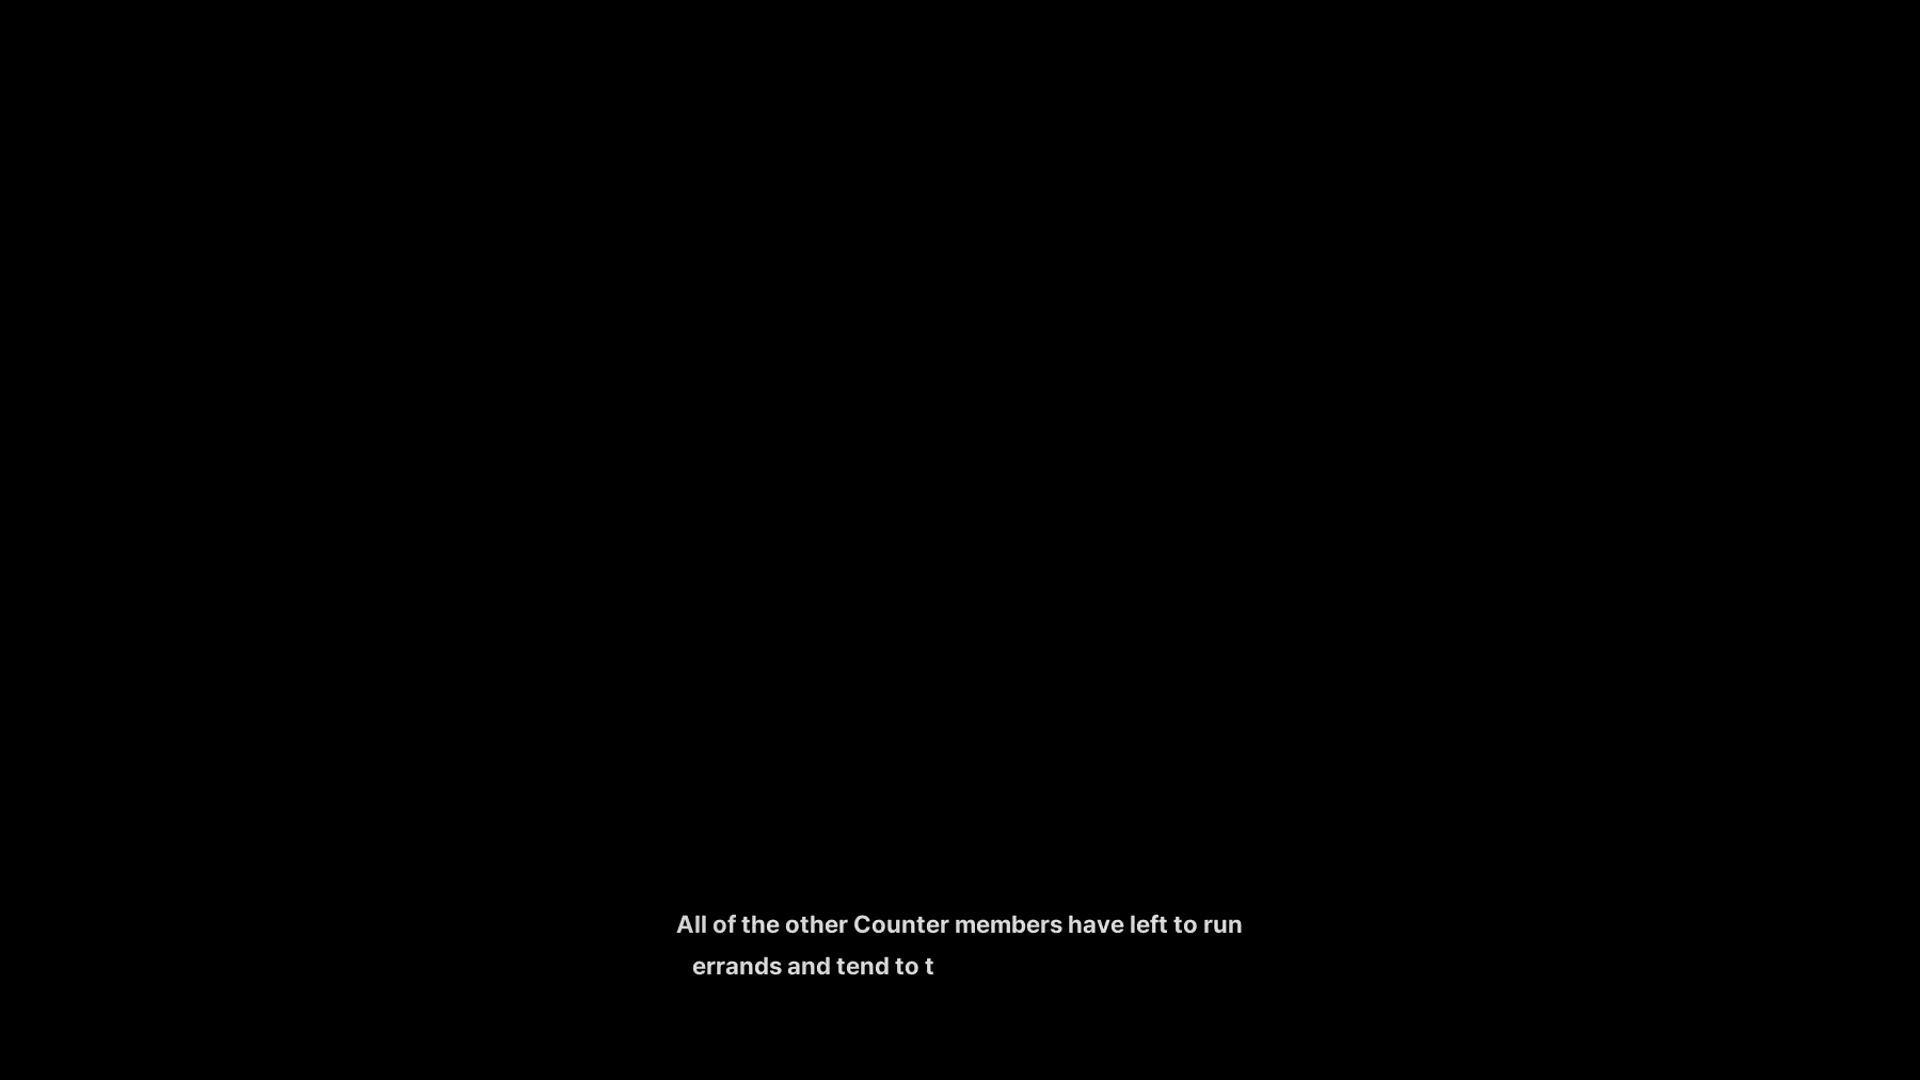 All of the other Counter members have left to run
errands and tend to t